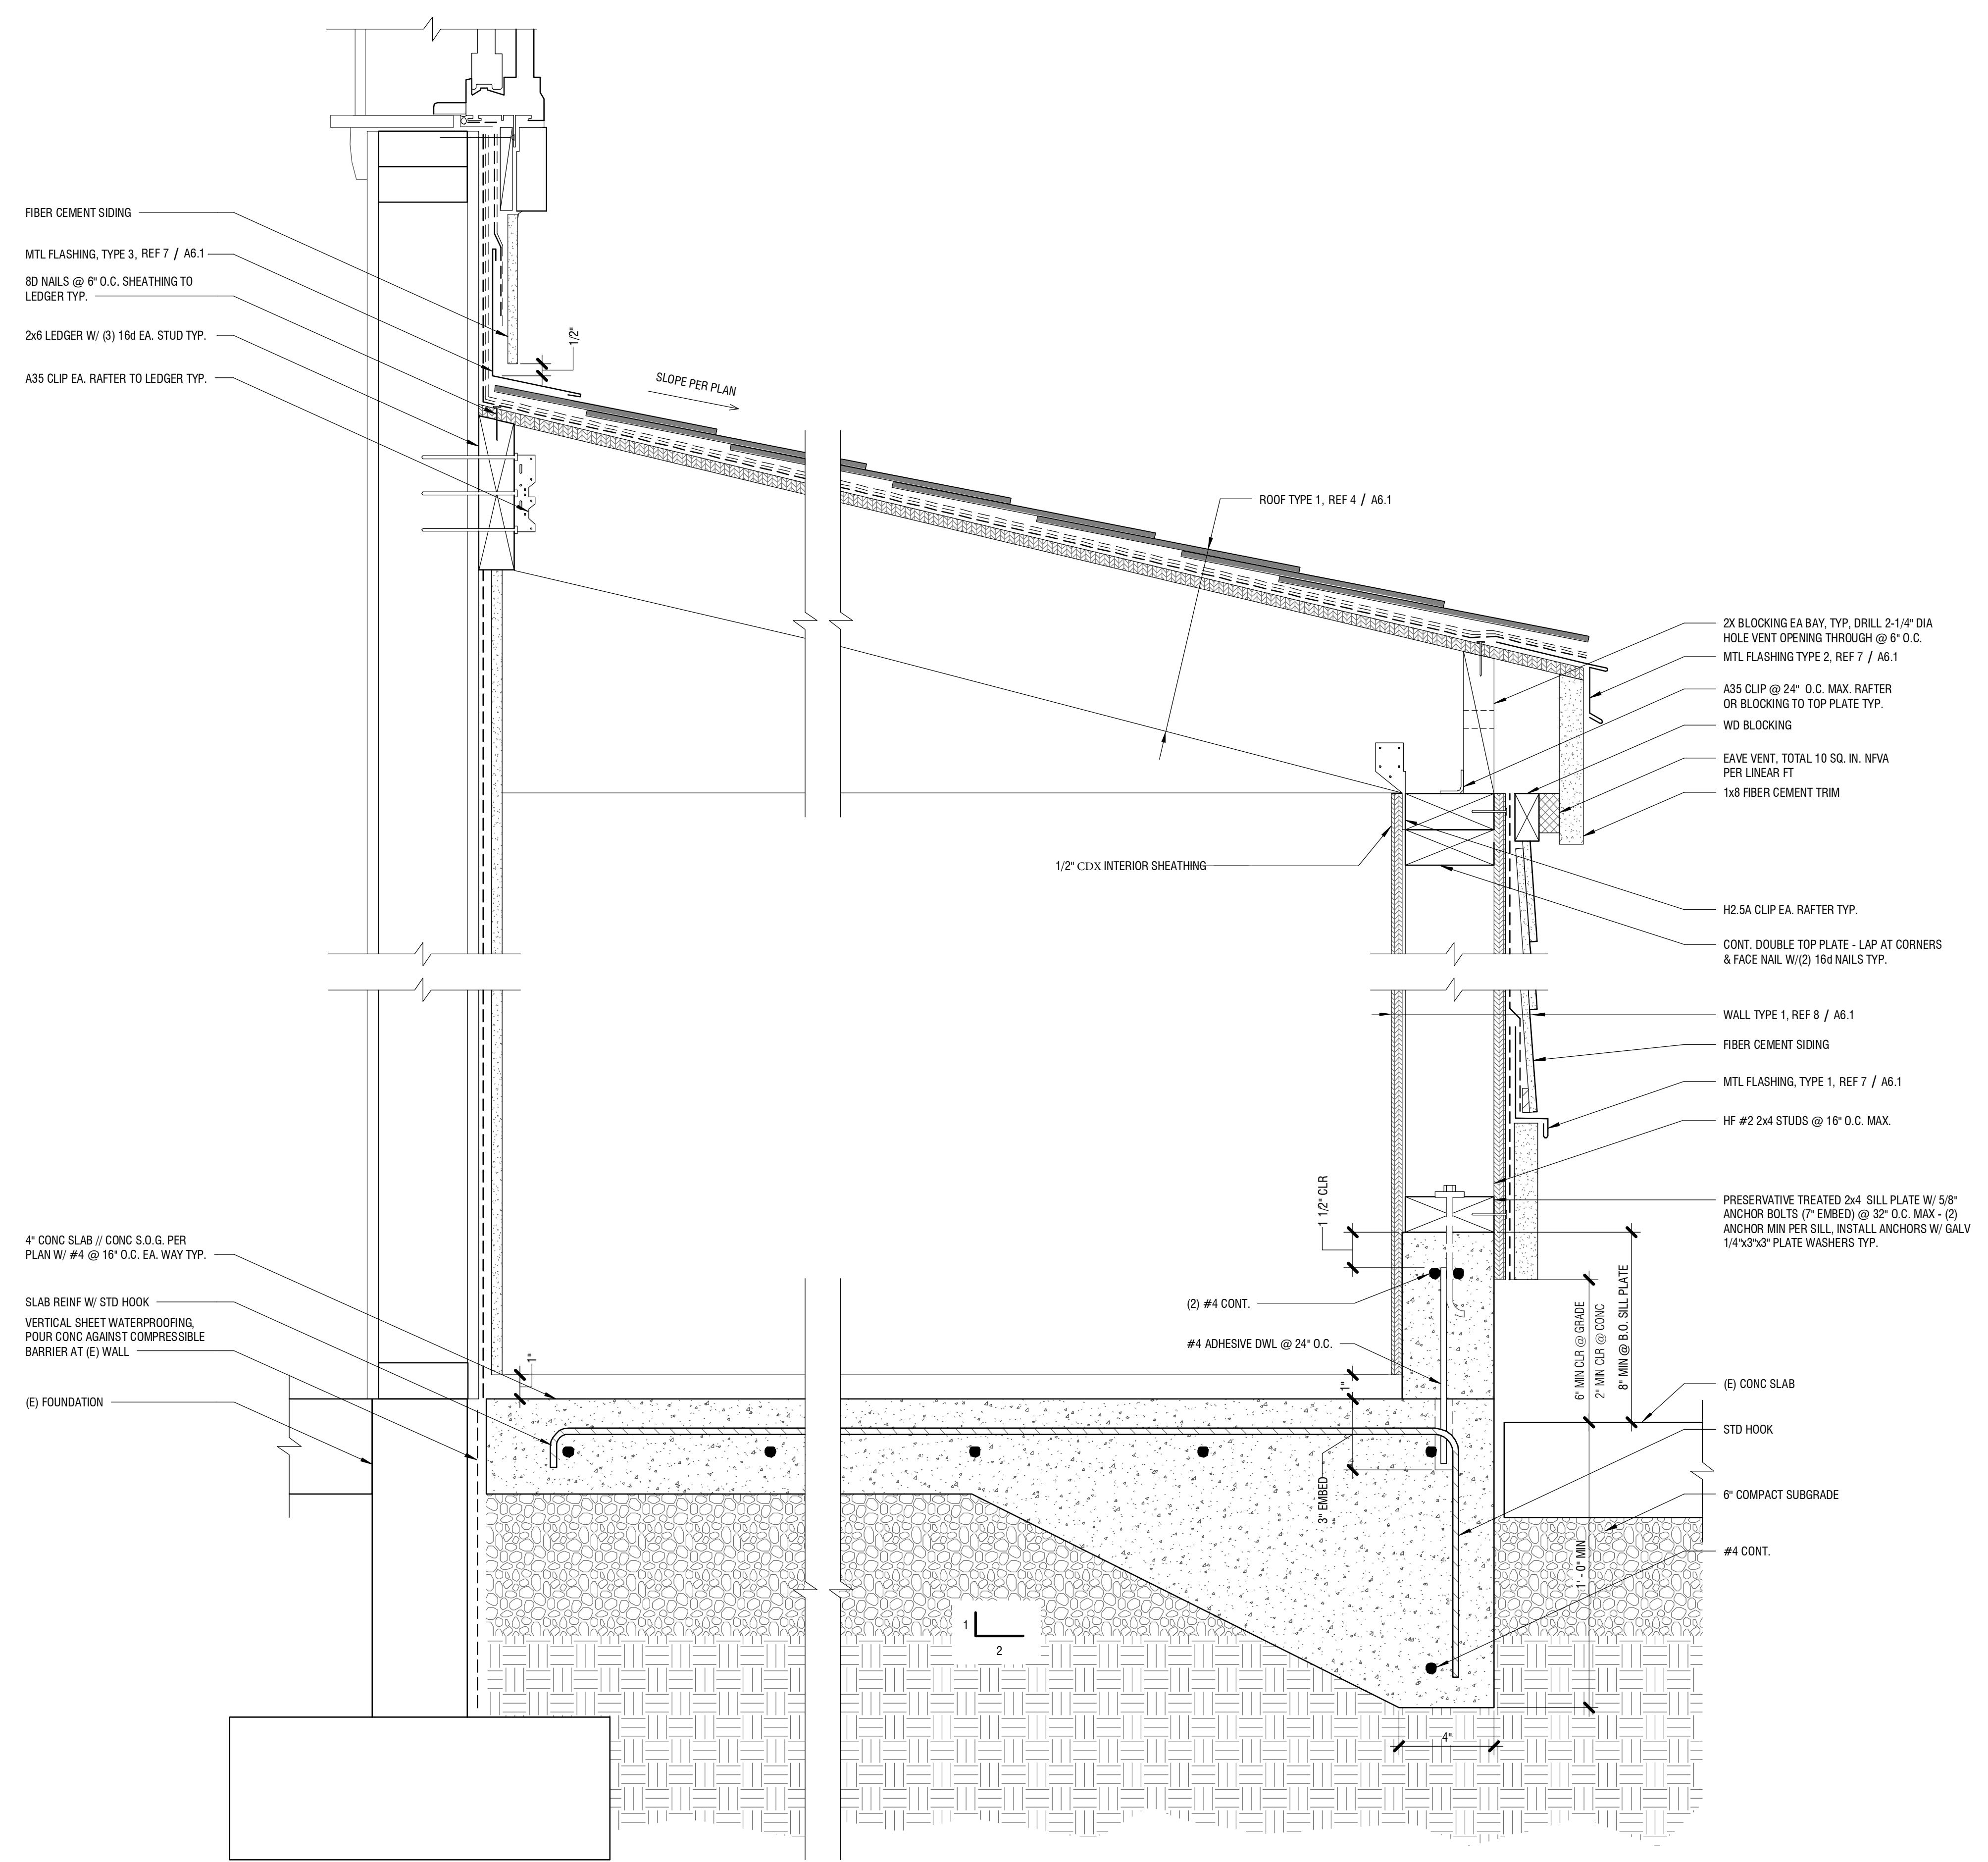 FIBER CEMENT SIDING
MTL FLASHING, TYPE 3, REF 7 / A6.1
8D NAILS @ 6" O.C. SHEATHING TO
LEDGER TYP.
2x6 LEDGER W/ (3) 16d EA. STUD TYP.
A35 CLIP EA. RAFTER TO LEDGER TYP.
1/2"
SLOPE PER PLAN
ROOF TYPE 1, REF 4 / A6.1
2X BLOCKING EA BAY, TYP, DRILL 2-1/4" DIA
HOLE VENT OPENING THROUGH @ 6" O.C.
MTL FLASHING TYPE 2, REF 7 / A6.1
A35 CLIP @ 24" O.C. MAX. RAFTER
OR BLOCKING TO TOP PLATE TYP.
WD BLOCKING
EAVE VENT, TOTAL 10 SQ. IN. NFVA
PER LINEAR FT
1x8 FIBER CEMENT TRIM
1/2" CDX INTERIOR SHEATHING
H2.5A CLIP EA. RAFTER TYP.
CONT. DOUBLE TOP PLATE - LAP AT CORNERS
& FACE NAIL W/(2) 16d NAILS TYP.
WALL TYPE 1, REF 8 / A6.1
FIBER CEMENT SIDING
MTL FLASHING, TYPE 1, REF 7 / A6.1
HF #2 2x4 STUDS @ 16" O.C. MAX.
PRESERVATIVE TREATED 2x4 SILL PLATE W/ 5/8"
ANCHOR BOLTS (7" EMBED) @ 32" O.C. MAX - (2)
ANCHOR MIN PER SILL, INSTALL ANCHORS W/ GALV
1/4"x3"x3" PLATE WASHERS TYP.
1 1/2" CLR
4" CONC SLAB // CONC S.O.G. PER
PLAN W/ #4 @ 16" O.C. EA. WAY TYP.
SLAB REINF W/ STD HOOK
VERTICAL SHEET WATERPROOFING,
POUR CONC AGAINST COMPRESSIBLE
BARRIER AT (E) WALL
(E) FOUNDATION
1"
(2) #4 CONT.
#4 ADHESIVE DWL @ 24" O.C.
1"
3" EMBED
6" MIN CLR @ GRADE
2" MIN CLR @ CONC
8" MIN @ B.O. SILL PLATE
(E) CONC SLAB
STD HOOK
6" COMPACT SUBGRADE
#4 CONT.
1' - 0" MIN
1
2
4"